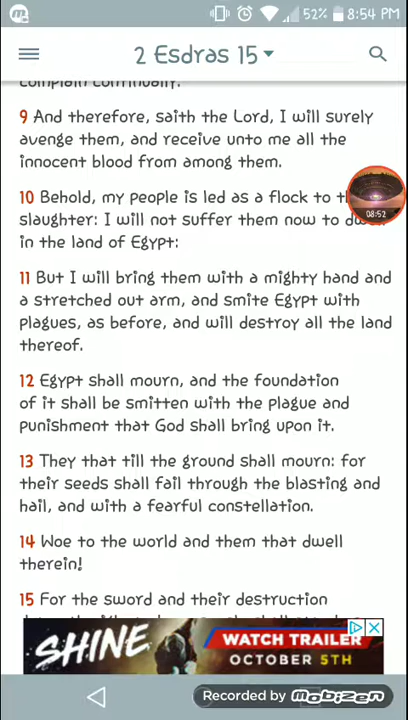 52% 8:54 PM
2 Esdras 15
complain continually.
9 And therefore, saith the Lord, I will surely
avenge them, and receive unto me all the
innocent blood from among them.
10 Behold, my people is led as a flock to
slaughter: I will not suffer them now to
in the land of Egypt:
08:52
11 But I will bring them with a mighty hand and
a stretched out arm, and smite Egypt with
plagues, as before, and will destroy all the land
thereof.
12 Egypt shall mourn, and the foundation
of it shall be smitten with the plague and
punishment that God shall bring upon it.
13 They that till the ground shall mourn: for
their seeds shall fail through the blasting and
hail, and with a fearful constellation.
14 Woe to the world and them that dwell
therein!
15 For the sword and their destruction
SHINE
WATCH TRAILER
OCTOBER 5TH
Recorded by mobizen